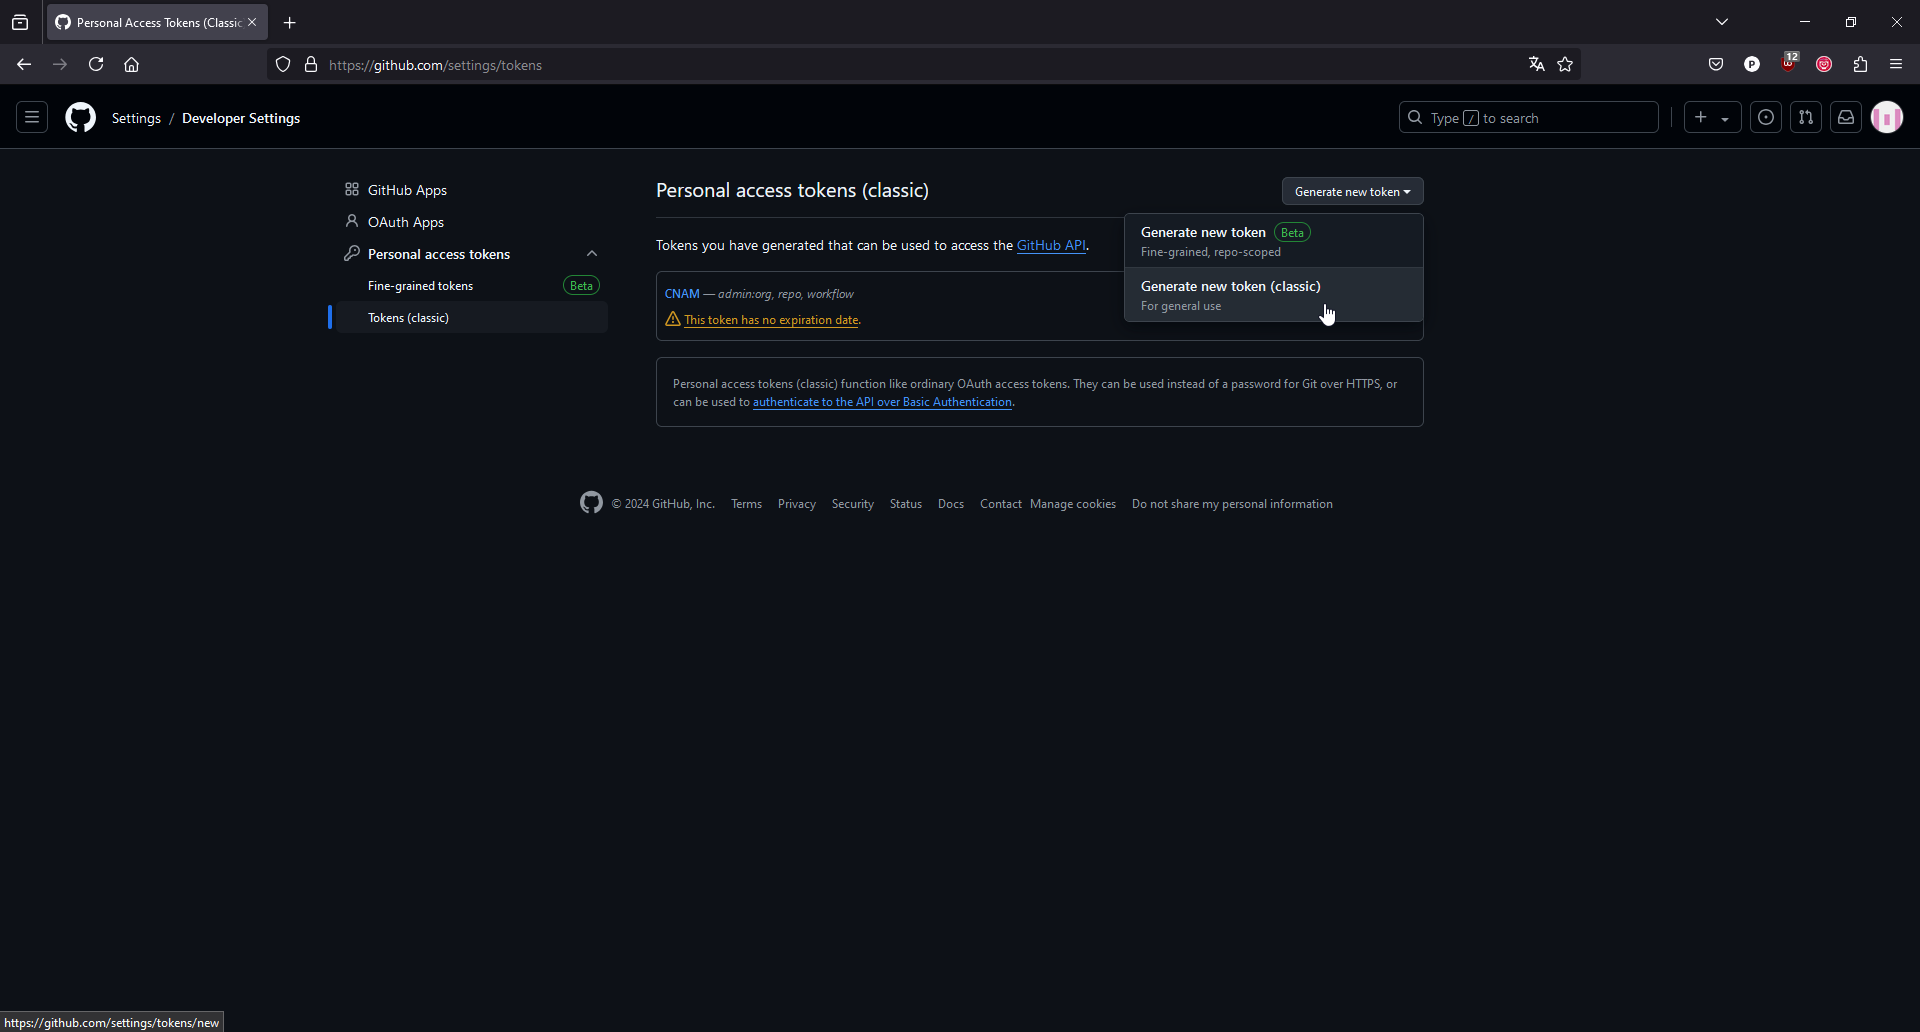 Personal Access Tokens (Classic
https://github.com/settings/tokens
12
P
Settings / Developer Settings
Type / to search
GitHub Apps
OAuth Apps
Personal access tokens
Fine-grained tokens Beta
Tokens (classic)
Personal access tokens (classic)
Generate new token
Generate new token Beta
Fine-grained, repo-scoped
Generate new token (classic)
For general use
Tokens you have generated that can be used to access the GitHub API.
CNAM — admin:org, repo, workflow
This token has no expiration date.
Personal access tokens (classic) function like ordinary OAuth access tokens. They can be used instead of a password for Git over HTTPS, or
can be used to authenticate to the API over Basic Authentication.
© 2024 GitHub, Inc. Terms Privacy Security Status Docs Contact Manage cookies Do not share my personal information
https://github.com/settings/tokens/new